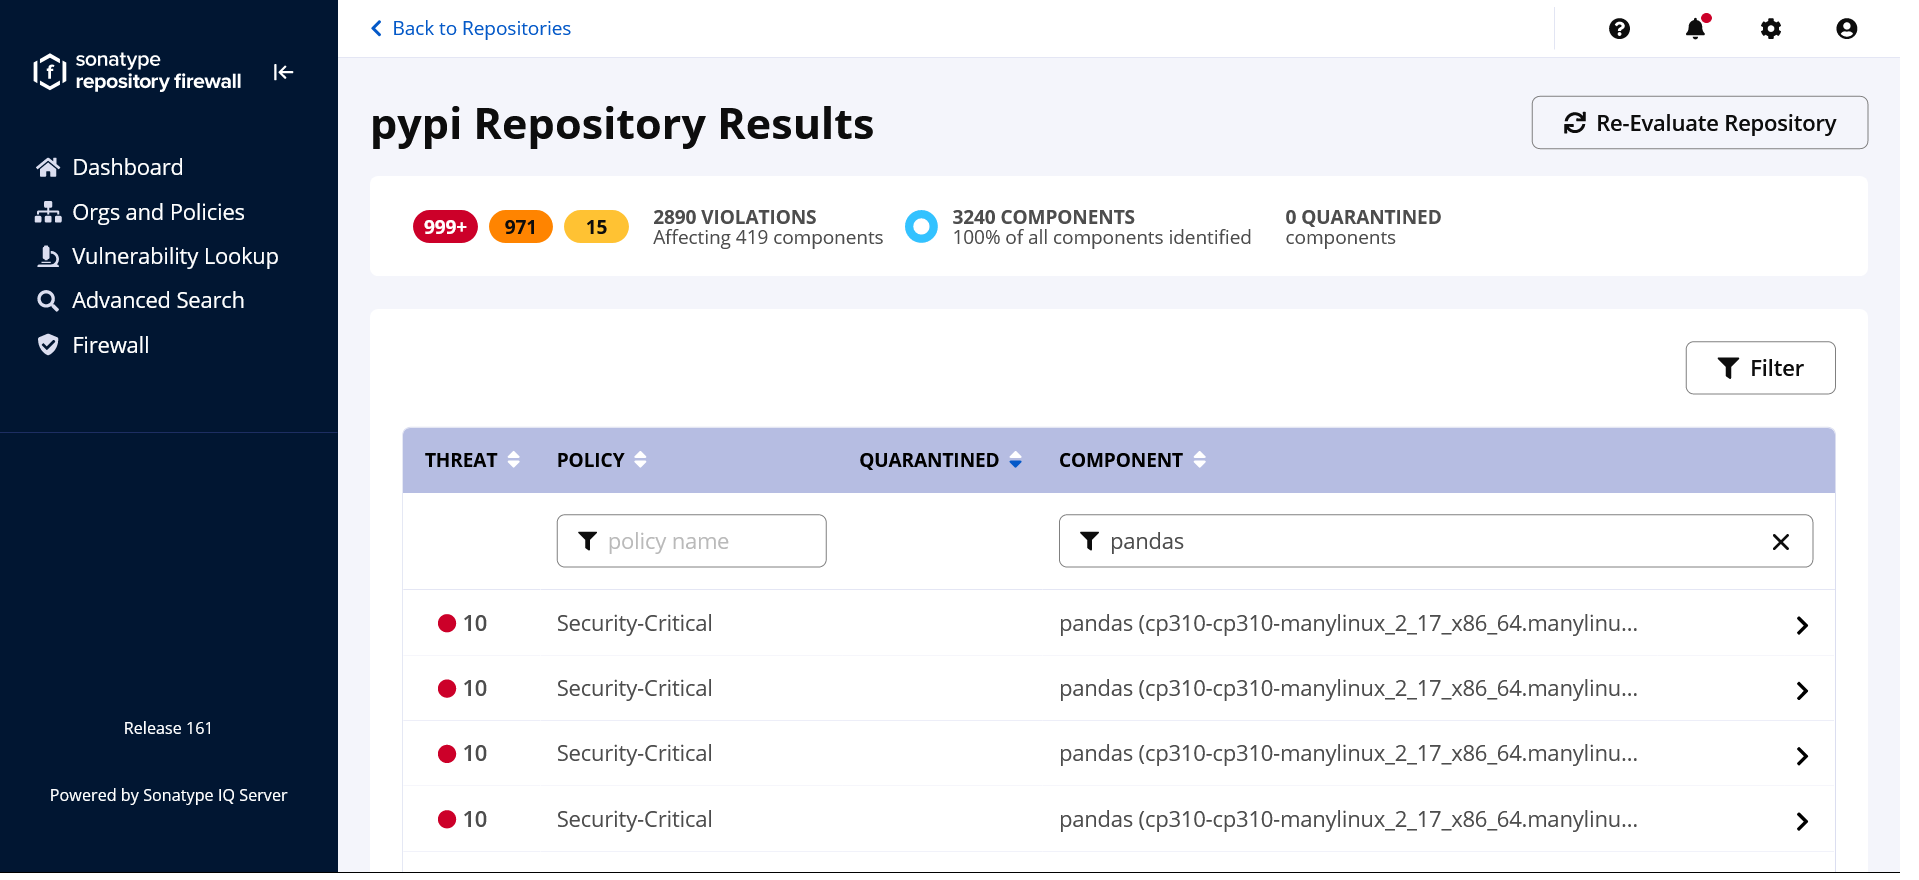 sonatype
repository firewall
Dashboard
Orgs and Policies
Vulnerability Lookup
Advanced Search
Firewall
Release 161
Powered by Sonatype IQ Server
Back to Repositories
pypi Repository Results
Re-Evaluate Repository
999+ 971 15
2890 VIOLATIONS
Affecting 419 components
3240 COMPONENTS
100% of all components identified
0 QUARANTINED
components
Filter
THREAT POLICY QUARANTINED COMPONENT
policy name pandas
10 Security-Critical pandas (cp310-cp310-manylinux_2_17_x86_64.manylinu...
10 Security-Critical pandas (cp310-cp310-manylinux_2_17_x86_64.manylinu...
10 Security-Critical pandas (cp310-cp310-manylinux_2_17_x86_64.manylinu...
10 Security-Critical pandas (cp310-cp310-manylinux_2_17_x86_64.manylinu...